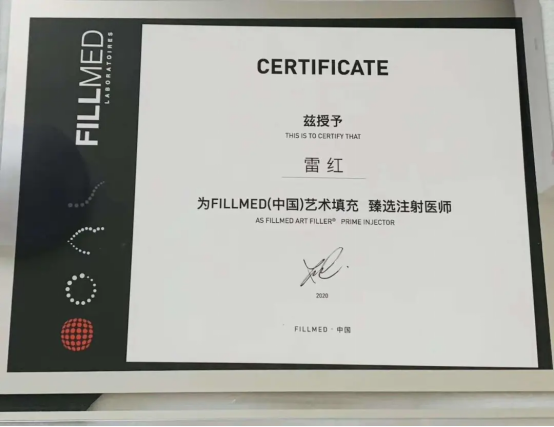 FILLMED
LABORATOIRES
CERTIFICATE
兹授予
THIS IS TO CERTIFY THAT
雷红
为FILLMED(中国)艺术填充 臻选注射医师
AS FILLMED ART FILLER® PRIME INJECTOR
2020
FILLMED · 中国